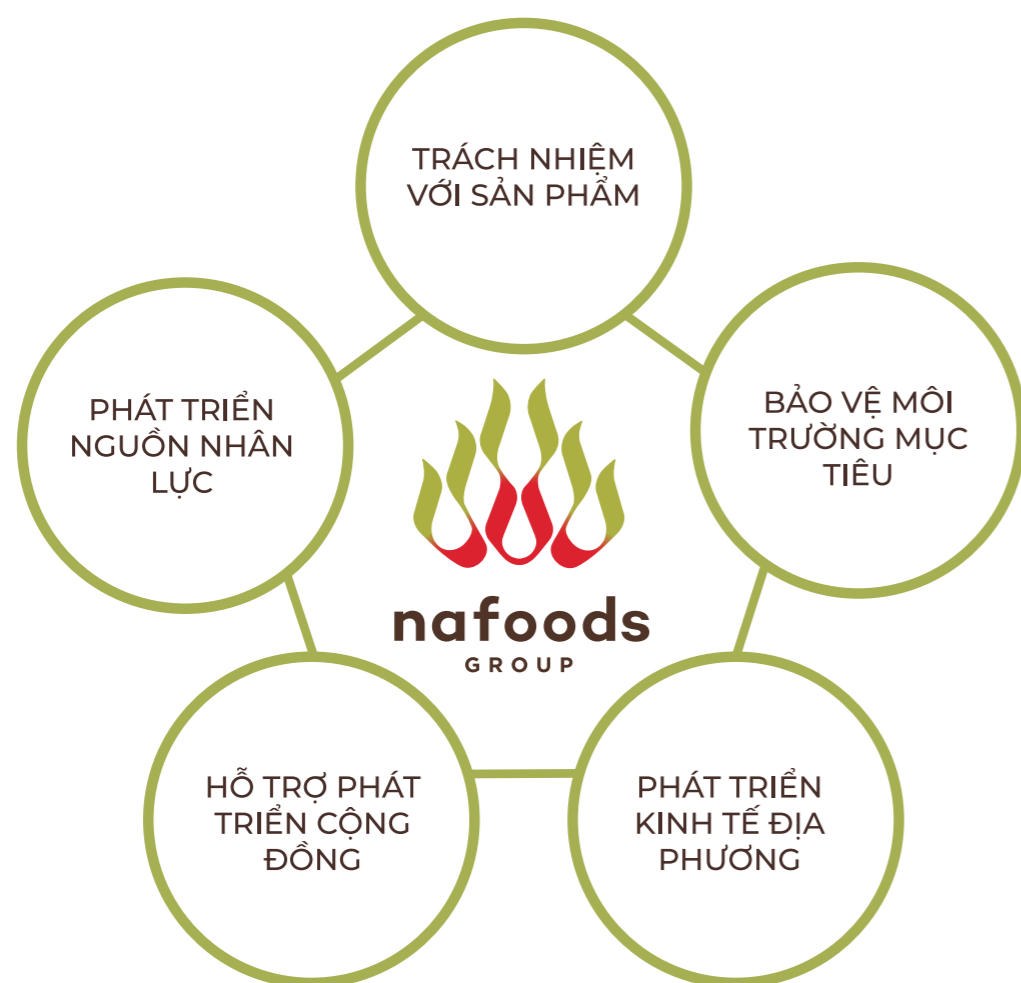 TRÁCH NHIỆM
VỚI SẢN PHẨM
PHÁT TRIỂN
NGUỒN NHÂN
LỰC
BẢO VỆ MÔI
TRƯỜNG MỤC
TIÊU
nafoods
GROUP
HỖ TRỢ PHÁT
TRIỂN CỘNG
ĐỒNG
PHÁT TRIỂN
KINH TẾ ĐỊA
PHƯƠNG